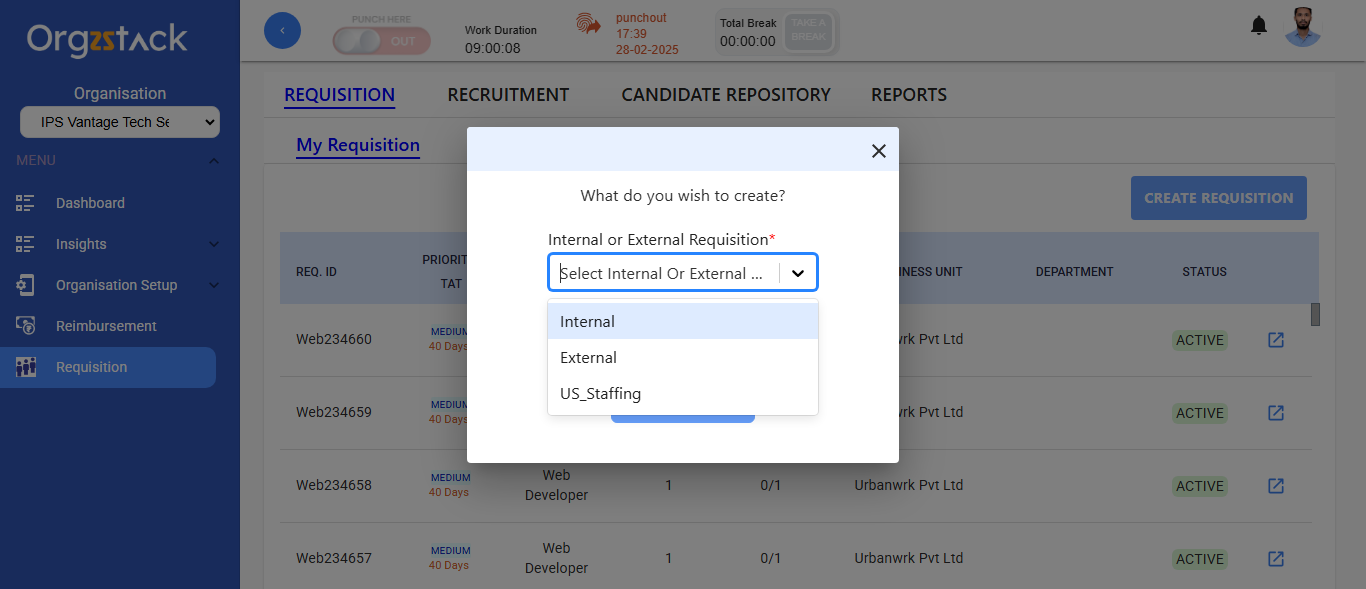 Orgzstack
Organisation
IPS Vantage Tech Se
MENU
Dashboard
Insights
Organisation Setup
Reimbursement
Requisition
PUNCH HERE
OUT
Work Duration
09:00:08
punchout
17:39
28-02-2025
Total Break
00:00:00
TAKE A
BREAK
REQUISITION RECRUITMENT CANDIDATE REPOSITORY REPORTS
My Requisition
CREATE REQUISITION
What do you wish to create?
Internal or External Requisition*
Select Internal Or External ...
Internal
External
US_Staffing
REQ. ID PRIORIT NESS UNIT DEPARTMENT STATUS
TAT
Web234660 MEDIUM 40 Days wrk Pvt Ltd ACTIVE
Web234659 MEDIUM 40 Days wrk Pvt Ltd ACTIVE
Web234658 MEDIUM 40 Days Web Developer 1 0/1 Urbanwrk Pvt Ltd ACTIVE
Web234657 MEDIUM 40 Days Web Developer 1 0/1 Urbanwrk Pvt Ltd ACTIVE